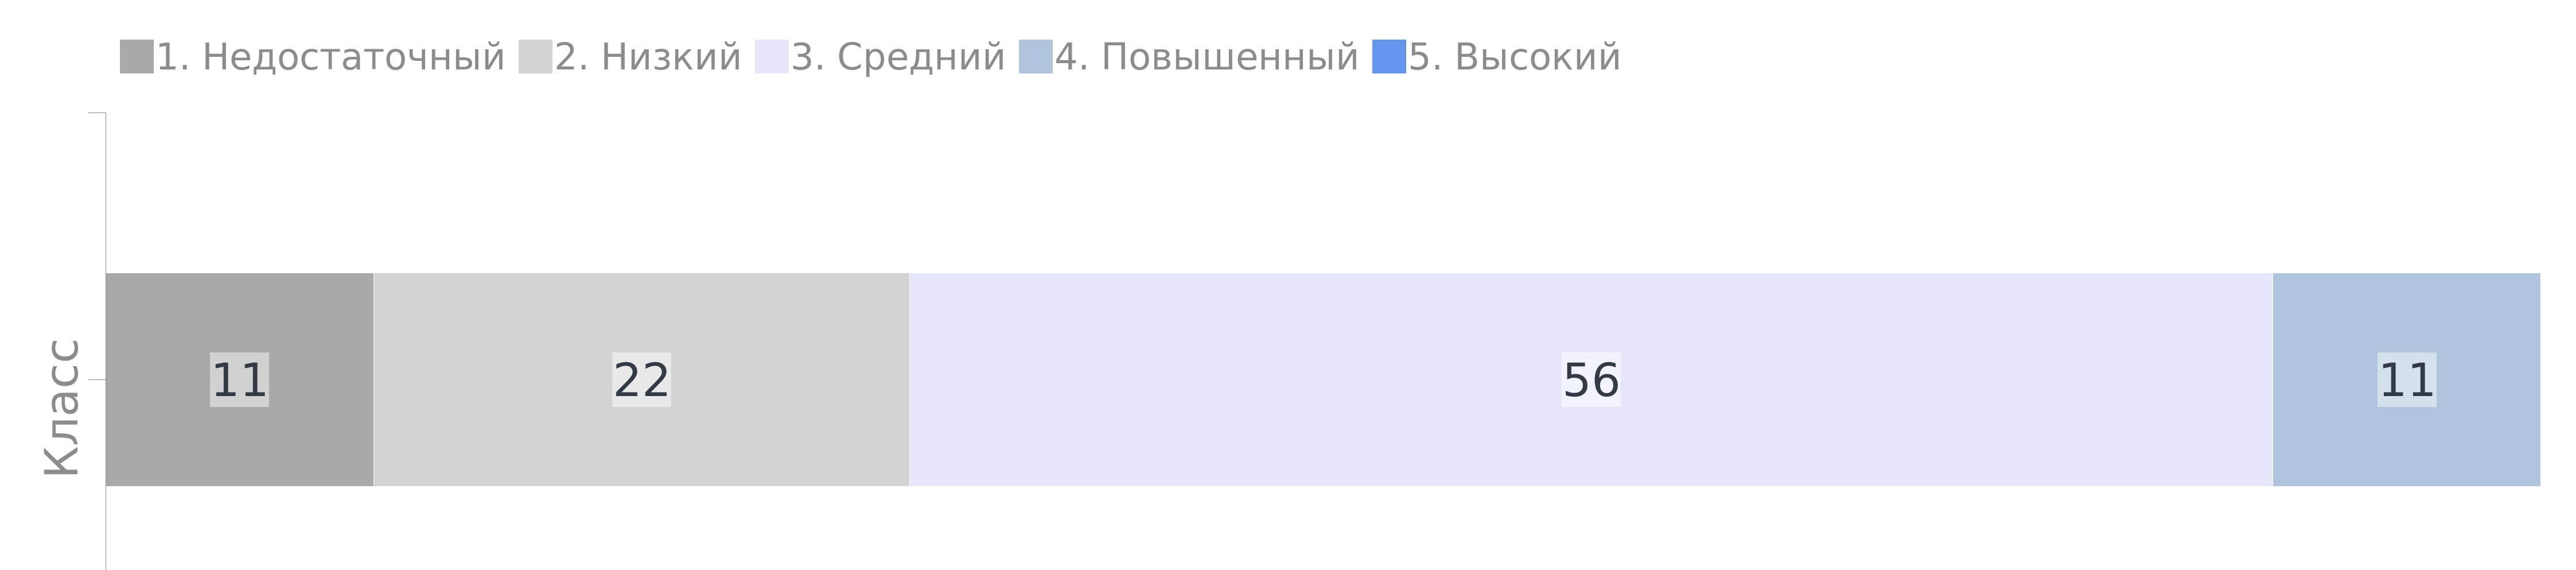 1. Недостаточный 2. Низкий 3. Средний 4. Повышенный 5. Высокий
Класс
11 22 56 11